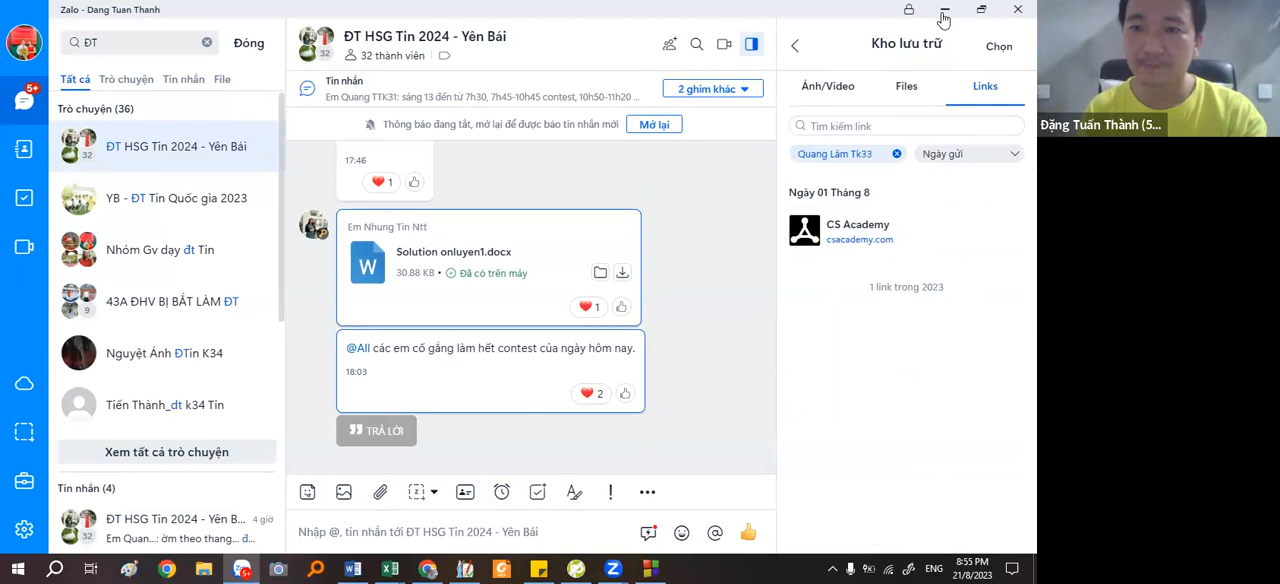 Zalo - Dang Tuan Thanh
ĐT
Đóng
Tất cả
Trò chuyện
Tin nhắn
File
Trò chuyện (36)
32
ĐT HSG Tin 2024 - Yên Bái
YB - ĐT Tin Quốc gia 2023
Nhóm Gv dạy đt Tin
9
43A ĐHV BỊ BẮT LÀM ĐT
Nguyệt Ánh ĐTin K34
Tiến Thành_dt k34 Tin
Xem tất cả trò chuyện
Tin nhắn (4)
32
ĐT HSG Tin 2024 - Yên B...
4 giờ
Em Quan...: ờm theo thang... đ...
5+
32
ĐT HSG Tin 2024 - Yên Bái
32 thành viên
Tin nhắn
Em Quang TTK31: sáng 13 đến từ 7h30, 7h45-10h45 contest, 10h50-11h20 ...
2 ghim khác
Thông báo đang tắt, mở lại để được báo tin nhắn mới
Mở lại
17:46
1
Em Nhung Tin Ntt
W
Solution onluyen1.docx
30.88 KB • Đã có trên máy
1
@All các em cố gắng làm hết contest của ngày hôm nay.
18:03
2
TRẢ LỜI
Nhập @, tin nhắn tới ĐT HSG Tin 2024 - Yên Bái
Kho lưu trữ
Chọn
Ảnh/Video
Files
Links
Tìm kiếm link
Quang Lâm Tk33
Ngày gửi
Ngày 01 Tháng 8
CS Academy
csacademy.com
1 link trong 2023
Đặng Tuấn Thành (5...
5+
ENG
8:55 PM
21/8/2023